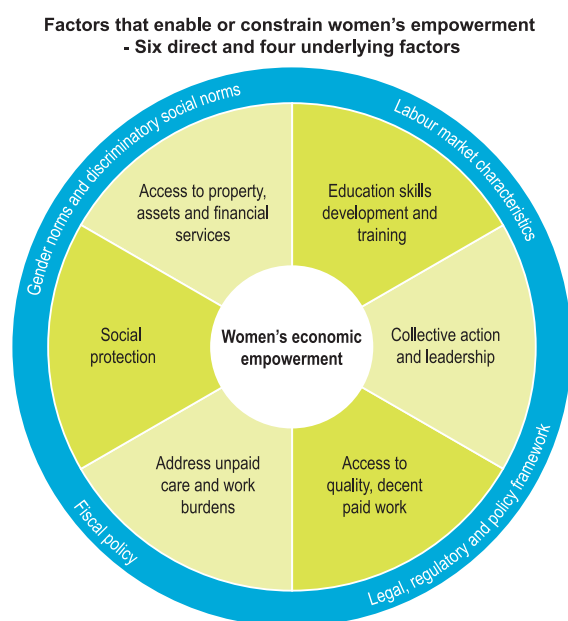 Factors that enable or constrain women's empowerment
- Six direct and four underlying factors
Gender norms and discriminatory social norms
Labour market characteristics
Access to property,
assets and financial
services
Education skills
development and
training
Social
protection
Women's economic
empowerment
Collective action
and leadership
Address unpaid
care and work
burdens
Access to
quality, decent
paid work
Fiscal policy
Legal, regulatory and policy framework